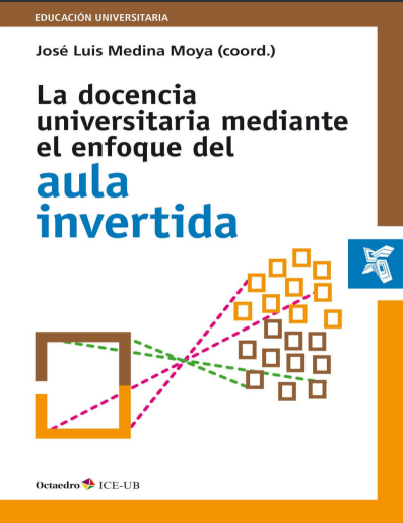 EDUCACIÓN UNIVERSITARIA
José Luis Medina Moya (coord.)
La docencia
universitaria mediante
el enfoque del
aula
invertida
Octaedro ICE-UB